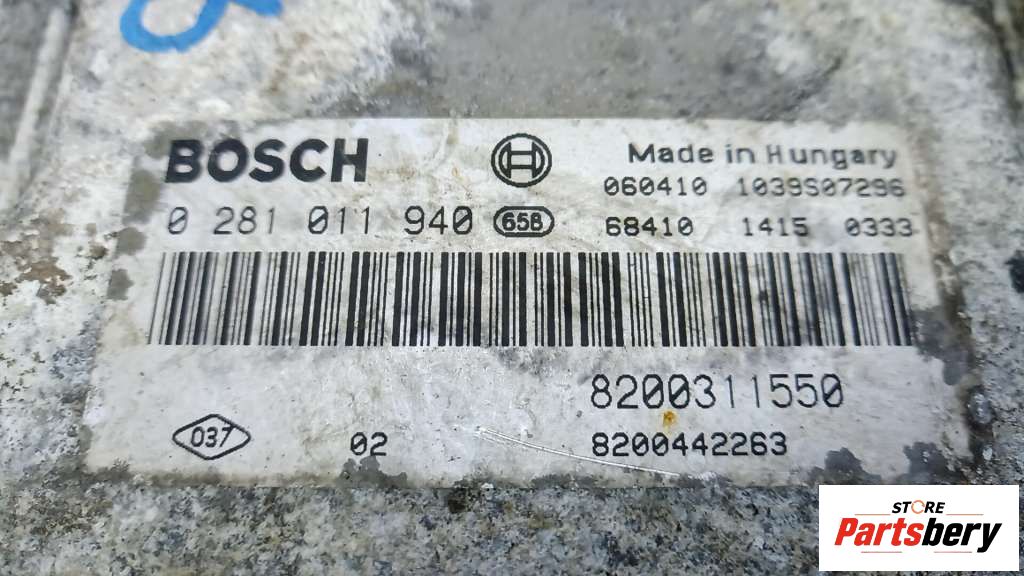 BOSCH
Made in Hungary
060410 1039S07296
0 281 011 940 65B
68410 1415 0333
8200311550
037
02
8200442263
STORE
Partsbery